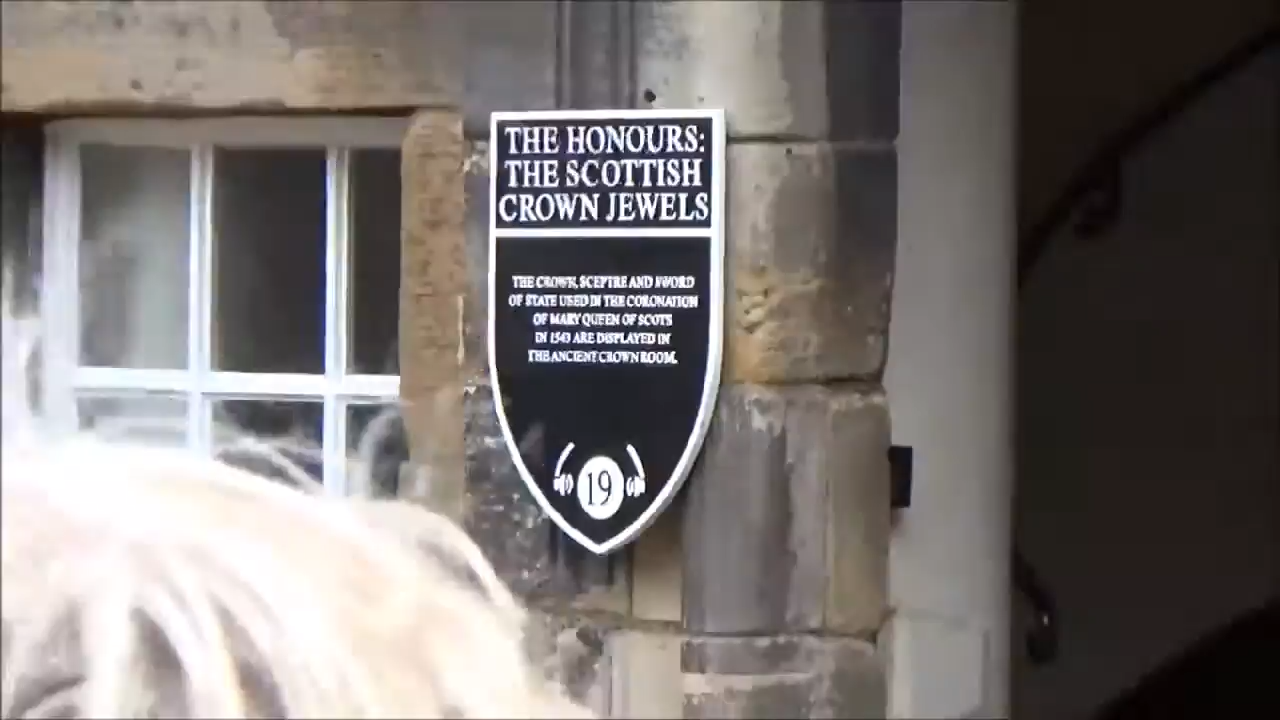 THE HONOURS:
THE SCOTTISH
CROWN JEWELS
THE CROWN, SCEPTRE AND SWORD
OF STATE USED IN THE CORONATION
OF MARY QUEEN OF SCOTS
IN 1543 ARE DISPLAYED IN
THE ANCIENT CROWN ROOM.
19